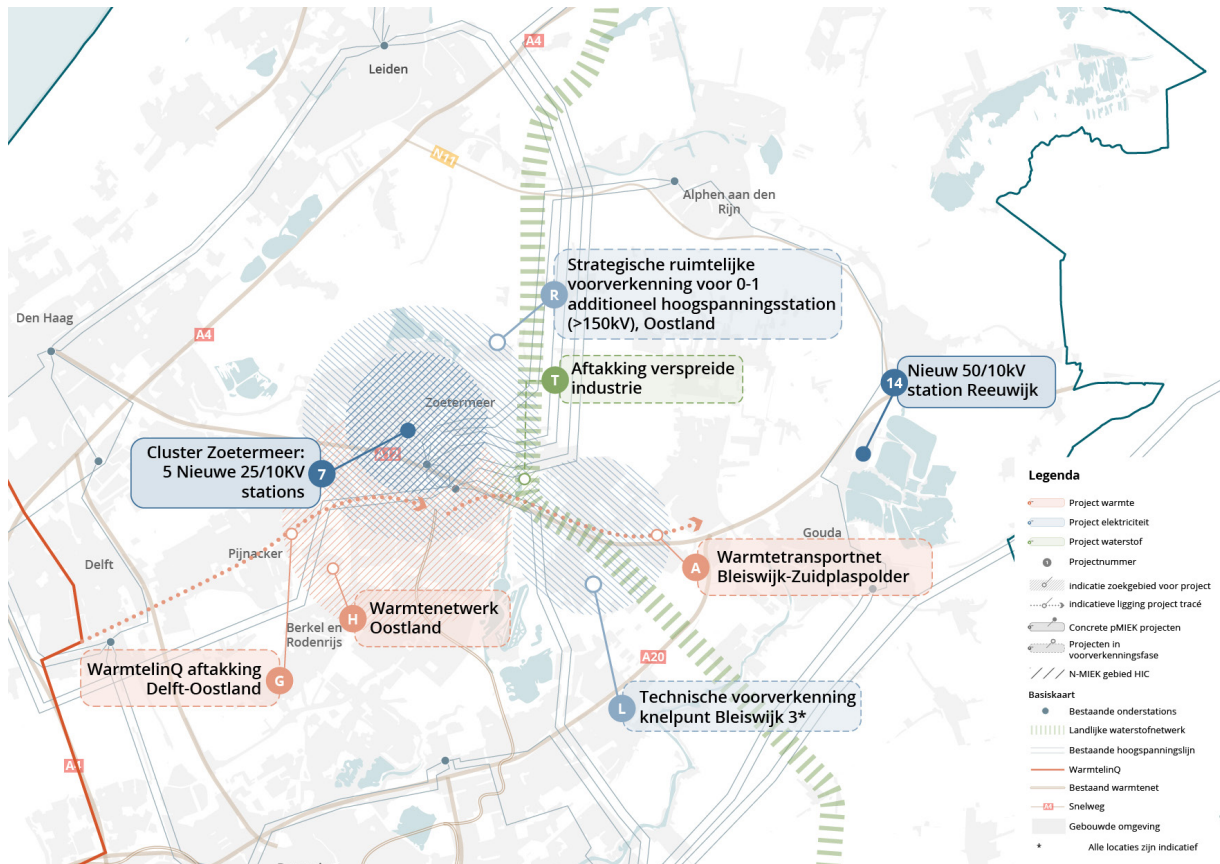 A4
Leiden
N11
Alphen aan den
Rijn
Strategische ruimtelijke
voorverkenning voor 0-1
additioneel hoogspanningsstation
(>150kV), Oostland
R
Den Haag
A4
T
Aftakking verspreide
industrie
14
Nieuw 50/10kV
station Reeuwijk
Zoetermeer
Cluster Zoetermeer:
5 Nieuwe 25/10KV
stations
7
A12
Gouda
Pijnacker
Delft
A
Warmtetransportnet
Bleiswijk-Zuidplaspolder
H
Warmtenetwerk
Oostland
Berkel en
Rodenrijs
WarmtelinQ aftakking
Delft-Oostland
G
A20
L
Technische voorverkenning
knelpunt Bleiswijk 3*
A4
Legenda
Project warmte
Project elektriciteit
Project waterstof
1
Projectnummer
indicatie zoekgebied voor project
indicatieve ligging project tracé
Concrete pMIEK projecten
Projecten in
voorverkenningsfase
N-MIEK gebied HIC
Basiskaart
Bestaande onderstations
Landlijke waterstofnetwerk
Bestaande hoogspanningslijn
WarmtelinQ
Bestaand warmtenet
A4
Snelweg
Gebouwde omgeving
* Alle locaties zijn indicatief